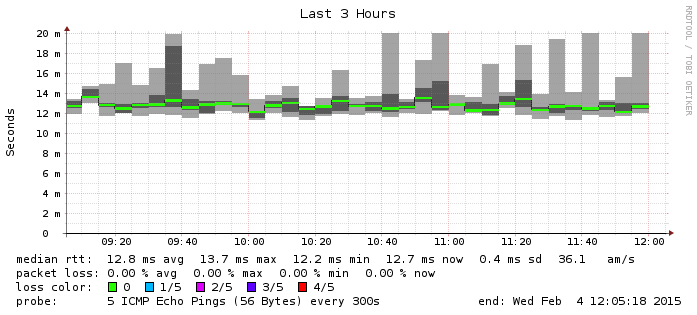 Last 3 Hours
RRDTOOL / TOBI OETIKER
Seconds
20 m
18 m
16 m
14 m
12 m
10 m
8 m
6 m
4 m
2 m
0
09:20 09:40 10:00 10:20 10:40 11:00 11:20 11:40 12:00
median rtt: 12.8 ms avg 13.7 ms max 12.2 ms min 12.7 ms now 0.4 ms sd 36.1 am/s
packet loss: 0.00 % avg 0.00 % max 0.00 % min 0.00 % now
loss color: 0 1/5 2/5 3/5 4/5
probe: 5 ICMP Echo Pings (56 Bytes) every 300s end: Wed Feb 4 12:05:18 2015